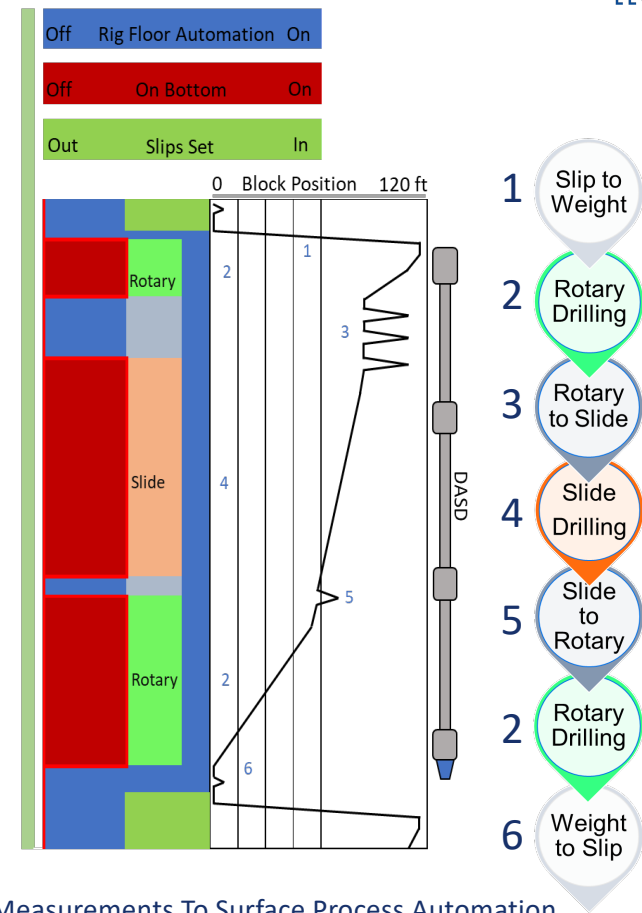 Off Rig Floor Automation On
Off On Bottom On
Out Slips Set In
0 Block Position 120 ft
1
2
Rotary
3
Slide
4
5
Rotary
2
6
DASD
1 Slip to
Weight
2 Rotary
Drilling
3 Rotary
to Slide
4 Slide
Drilling
5 Slide
to
Rotary
2 Rotary
Drilling
6 Weight
to Slip
Measurements To Surface Process Automation